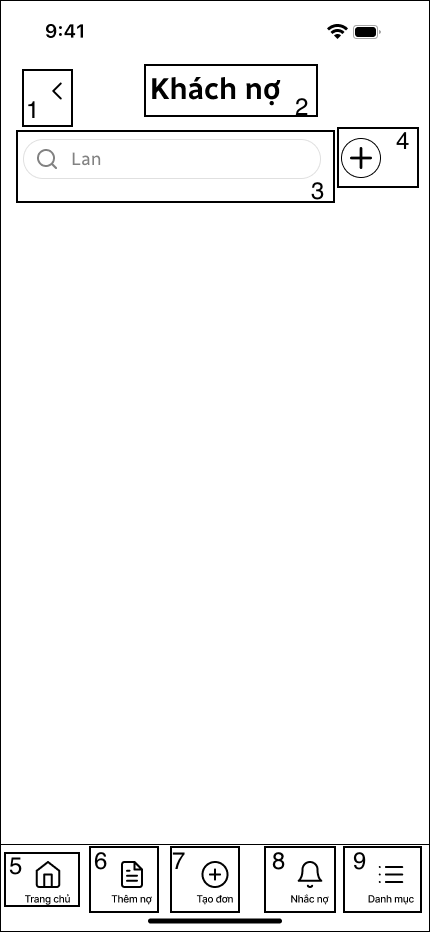 9:41
1
Khách nợ
2
Lan
3
4
5
Trang chủ
6
Thêm nợ
7
Tạo đơn
8
Nhắc nợ
9
Danh mục